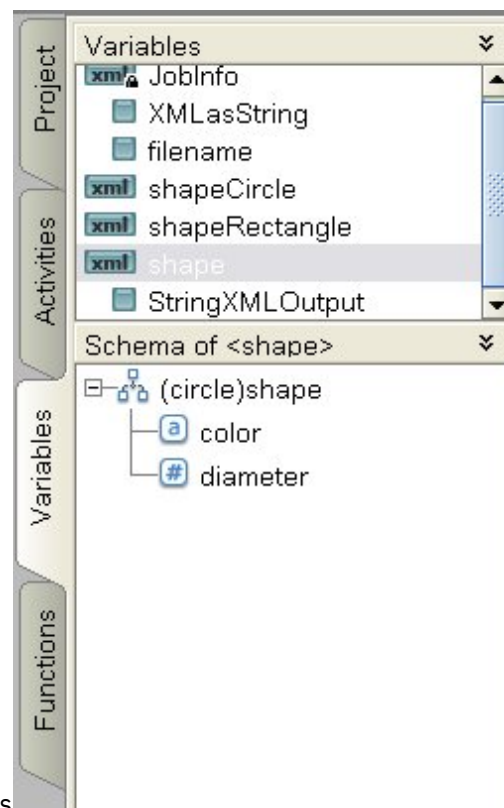 Project
Activities
Variables
Functions
Variables
xml JobInfo
XMLasString
filename
xml shapeCircle
xml shapeRectangle
xml shape
StringXMLOutput
Schema of <shape>
(circle)shape
a color
# diameter
s